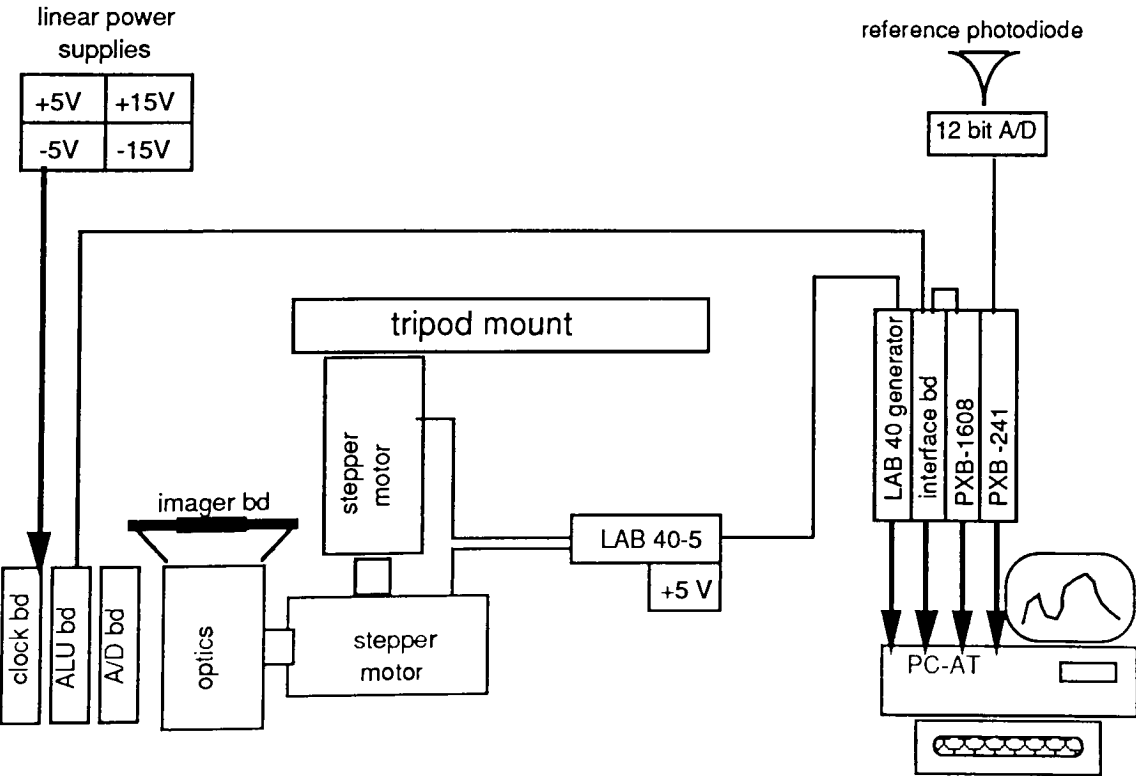 linear power
supplies
+5V
+15V
-5V
-15V
reference photodiode
12 bit A/D
tripod mount
LAB 40 generator
interface bd
PXB-1608
PXB -241
stepper
motor
imager bd
LAB 40-5
+5 V
clock bd
ALU bd
A/D bd
optics
stepper
motor
PC-AT